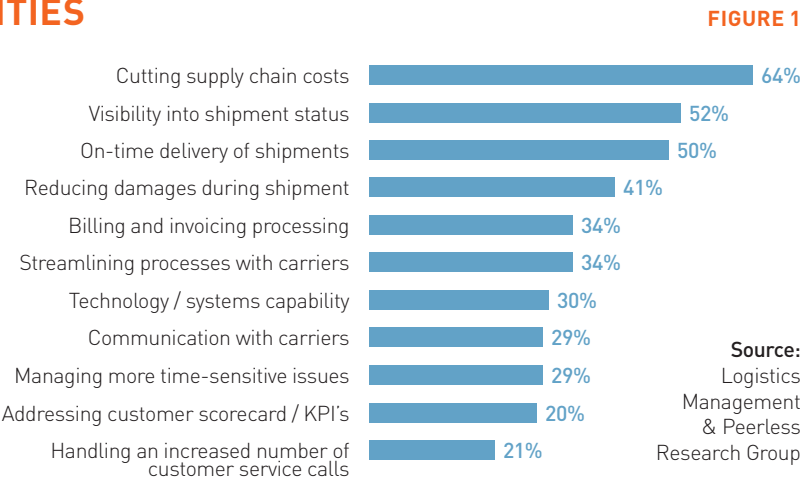 ITIES
FIGURE 1
Cutting supply chain costs 64%
Visibility into shipment status 52%
On-time delivery of shipments 50%
Reducing damages during shipment 41%
Billing and invoicing processing 34%
Streamlining processes with carriers 34%
Technology / systems capability 30%
Communication with carriers 29%
Managing more time-sensitive issues 29%
Addressing customer scorecard / KPI's 20%
Handling an increased number of
customer service calls 21%
Source:
Logistics
Management
& Peerless
Research Group